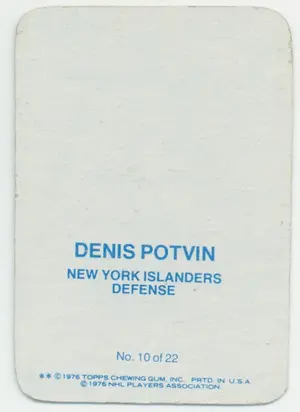 DENIS POTVIN
NEW YORK ISLANDERS
DEFENSE
No. 10 of 22
** © 1976 TOPPS CHEWING GUM, INC. PRTD. IN U.S.A.
© 1976 NHL PLAYERS ASSOCIATION